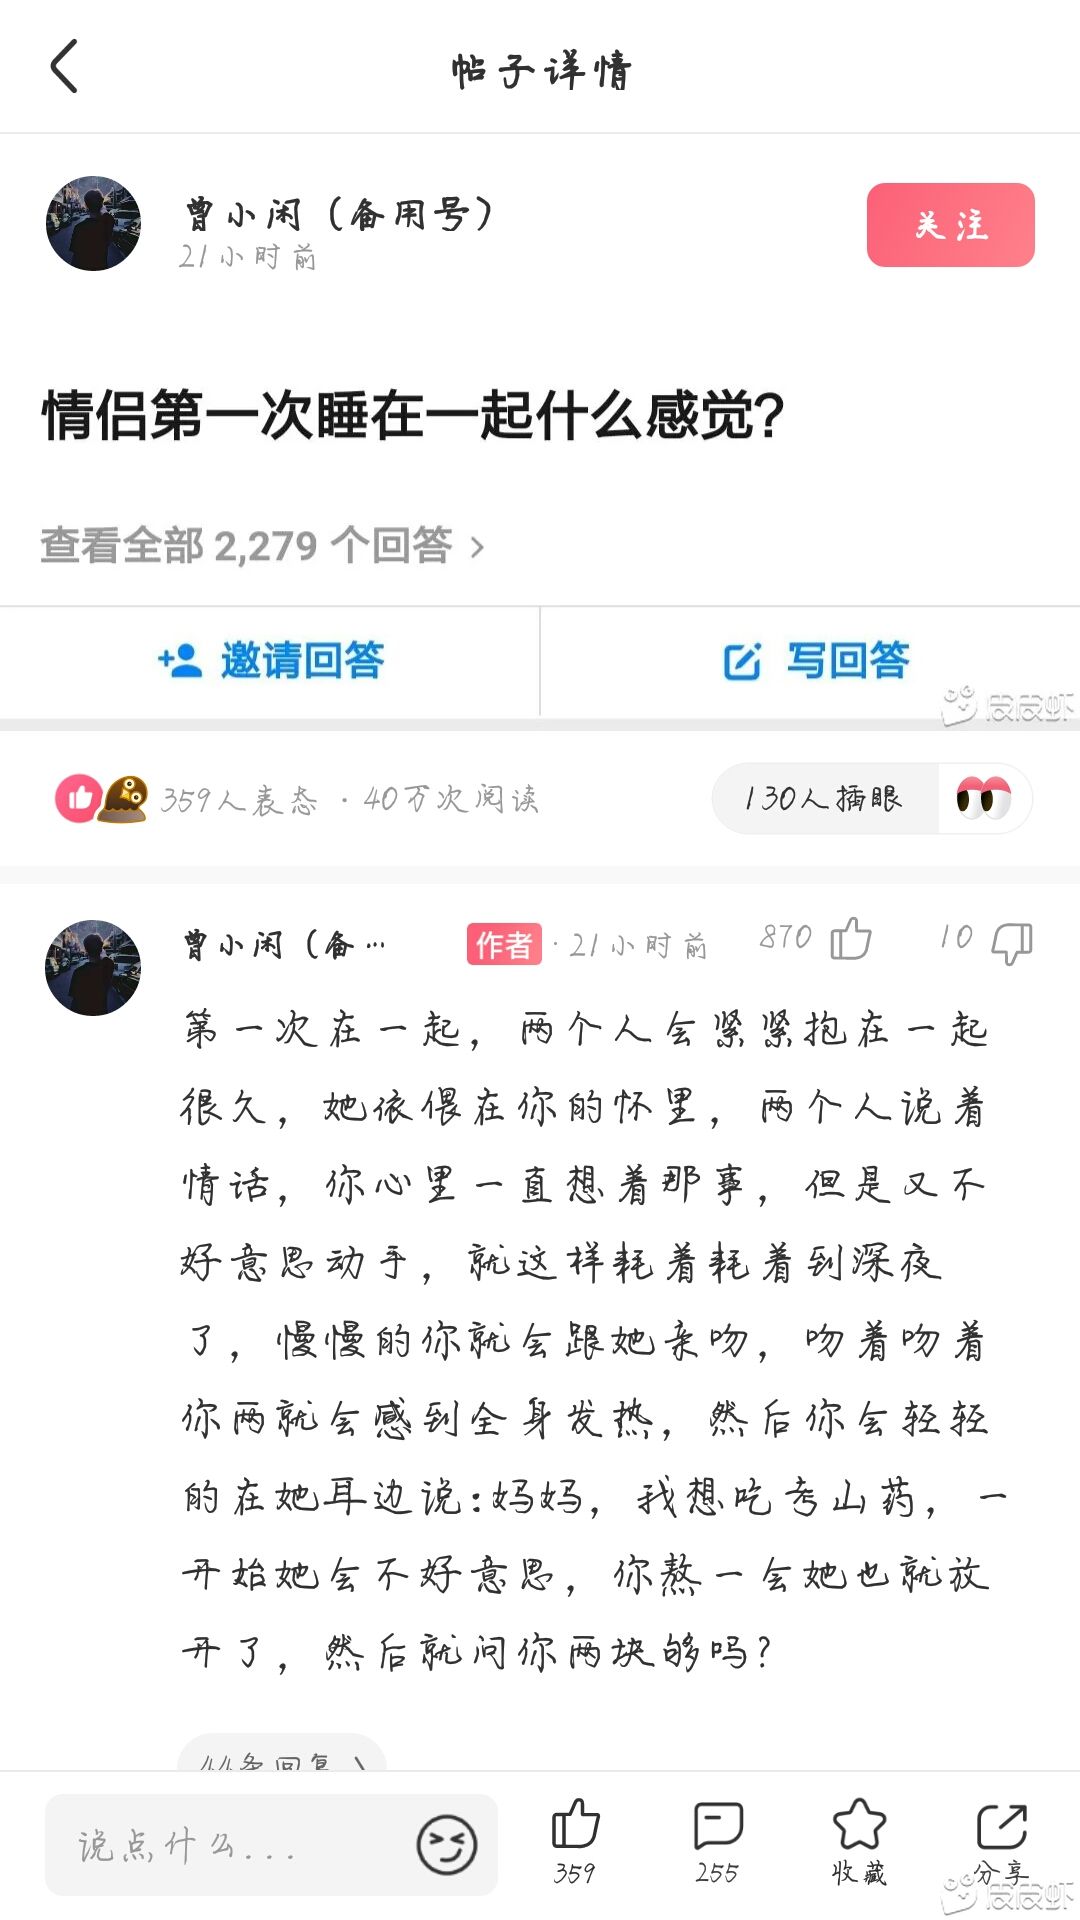 帖子详情
曾小闲（备用号）
关注
21小时前
情侣第一次睡在一起什么感觉?
查看全部 2,279 个回答 >
邀请回答
写回答
皮皮虾
359人表态 · 40万次阅读
130人插眼
曾小闲（备…
作者 · 21小时前
870
10
第一次在一起，两个人会紧紧抱在一起
很久，她依偎在你的怀里，两个人说着
情话，你心里一直想着那事，但是又不
好意思动手，就这样耗着耗着到深夜
了，慢慢的你就会跟她亲吻，吻着吻着
你两就会感到全身发热，然后你会轻轻
的在她耳边说:妈妈，我想吃考山药，一
开始她会不好意思，你熬一会她也就放
开了，然后就问你两块够吗？
44条回复 >
说点什么...
359
255
收藏
分享
皮皮虾